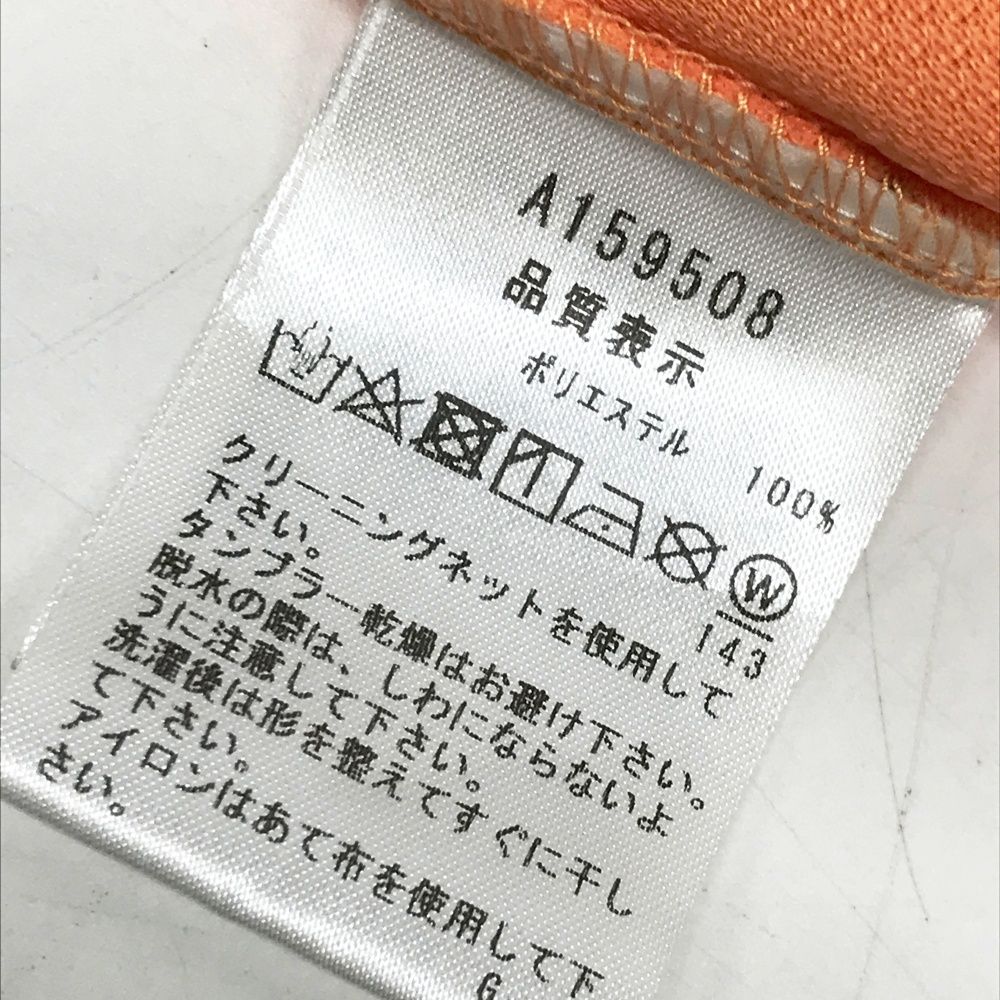 A159508
品質表示
ポリエステル 100%
W
143
クリーニングネットを使用して
下さい。
タンブラー乾燥はお避け下さい。
脱水の際は、しわにならないよ
うに注意して下さい。
洗濯後は形を整えてすぐに干し
て下さい。
アイロンはあて布を使用して下
さい。
G